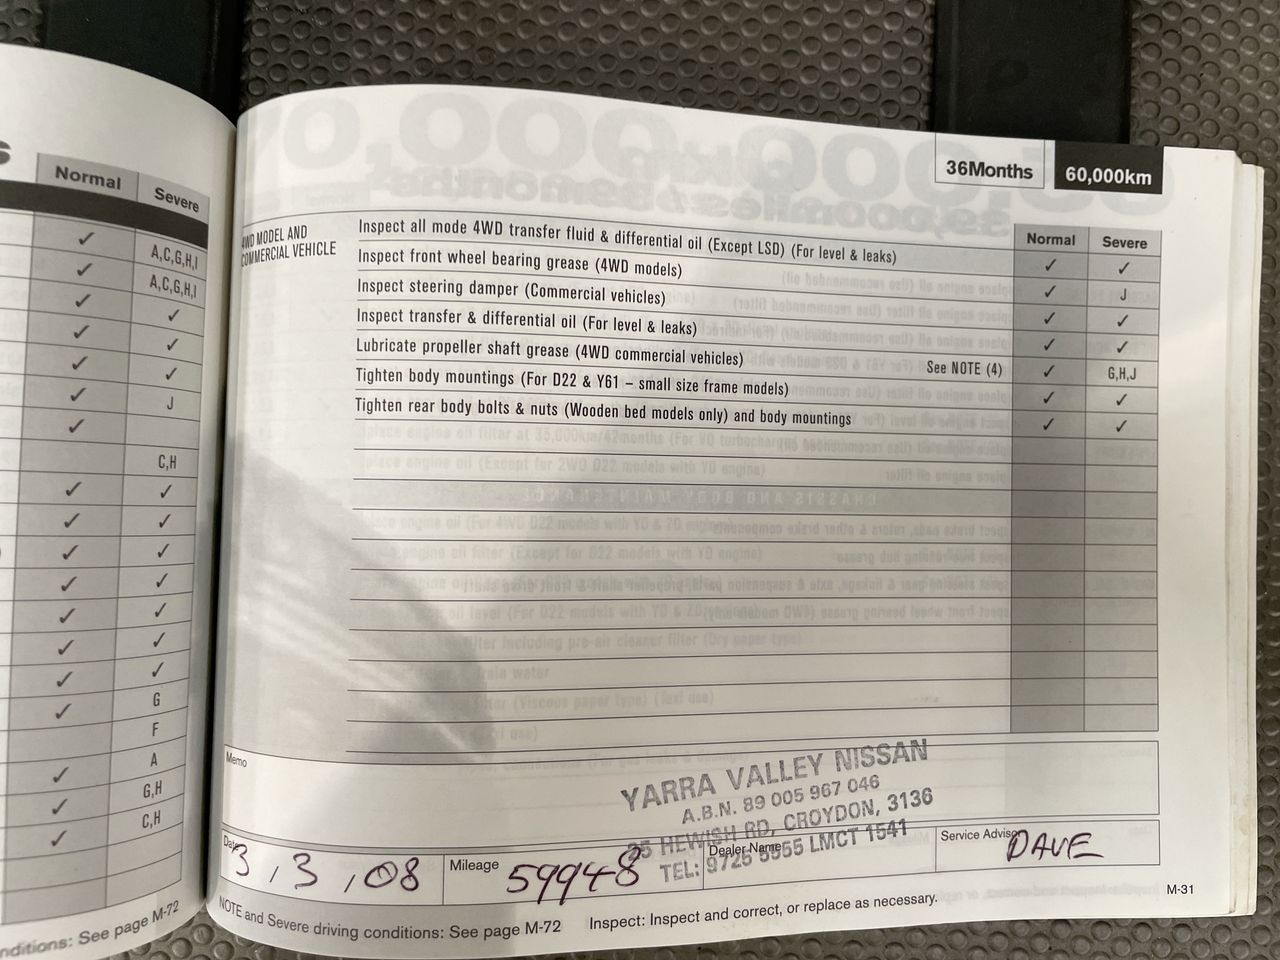 s
Normal Severe
✓ A,C,G,H,I
✓ A,C,G,H,I
✓ ✓
✓ ✓
✓ ✓
✓ J
✓
C,H
✓ ✓
✓ ✓
✓ ✓
✓ ✓
✓ ✓
✓ ✓
✓ ✓
✓ G
F
✓ A
✓ G,H
✓ C,H
nditions: See page M-72
36Months 60,000km
Normal Severe
4WD MODEL AND
COMMERCIAL VEHICLE
Inspect all mode 4WD transfer fluid & differential oil (Except LSD) (For level & leaks) ✓ ✓
Inspect front wheel bearing grease (4WD models) ✓ J
Inspect steering damper (Commercial vehicles) ✓ ✓
Inspect transfer & differential oil (For level & leaks) ✓ ✓
Lubricate propeller shaft grease (4WD commercial vehicles) See NOTE (4) ✓ G,H,J
Tighten body mountings (For D22 & Y61 – small size frame models) ✓ ✓
Tighten rear body bolts & nuts (Wooden bed models only) and body mountings ✓ ✓
Memo
YARRA VALLEY NISSAN
A.B.N. 89 005 967 046
35 HEWISH RD, CROYDON, 3136
TEL: 9725 5955 LMCT 1541
Date 3 / 3 / 08 Mileage 59948 Dealer Name Service Advisor DAVE
NOTE and Severe driving conditions: See page M-72 Inspect: Inspect and correct, or replace as necessary.
M-31